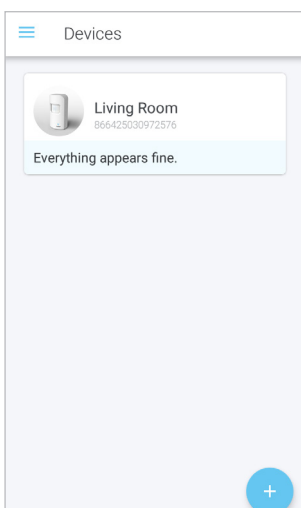 Devices
Living Room
866425030972576
Everything appears fine.
+